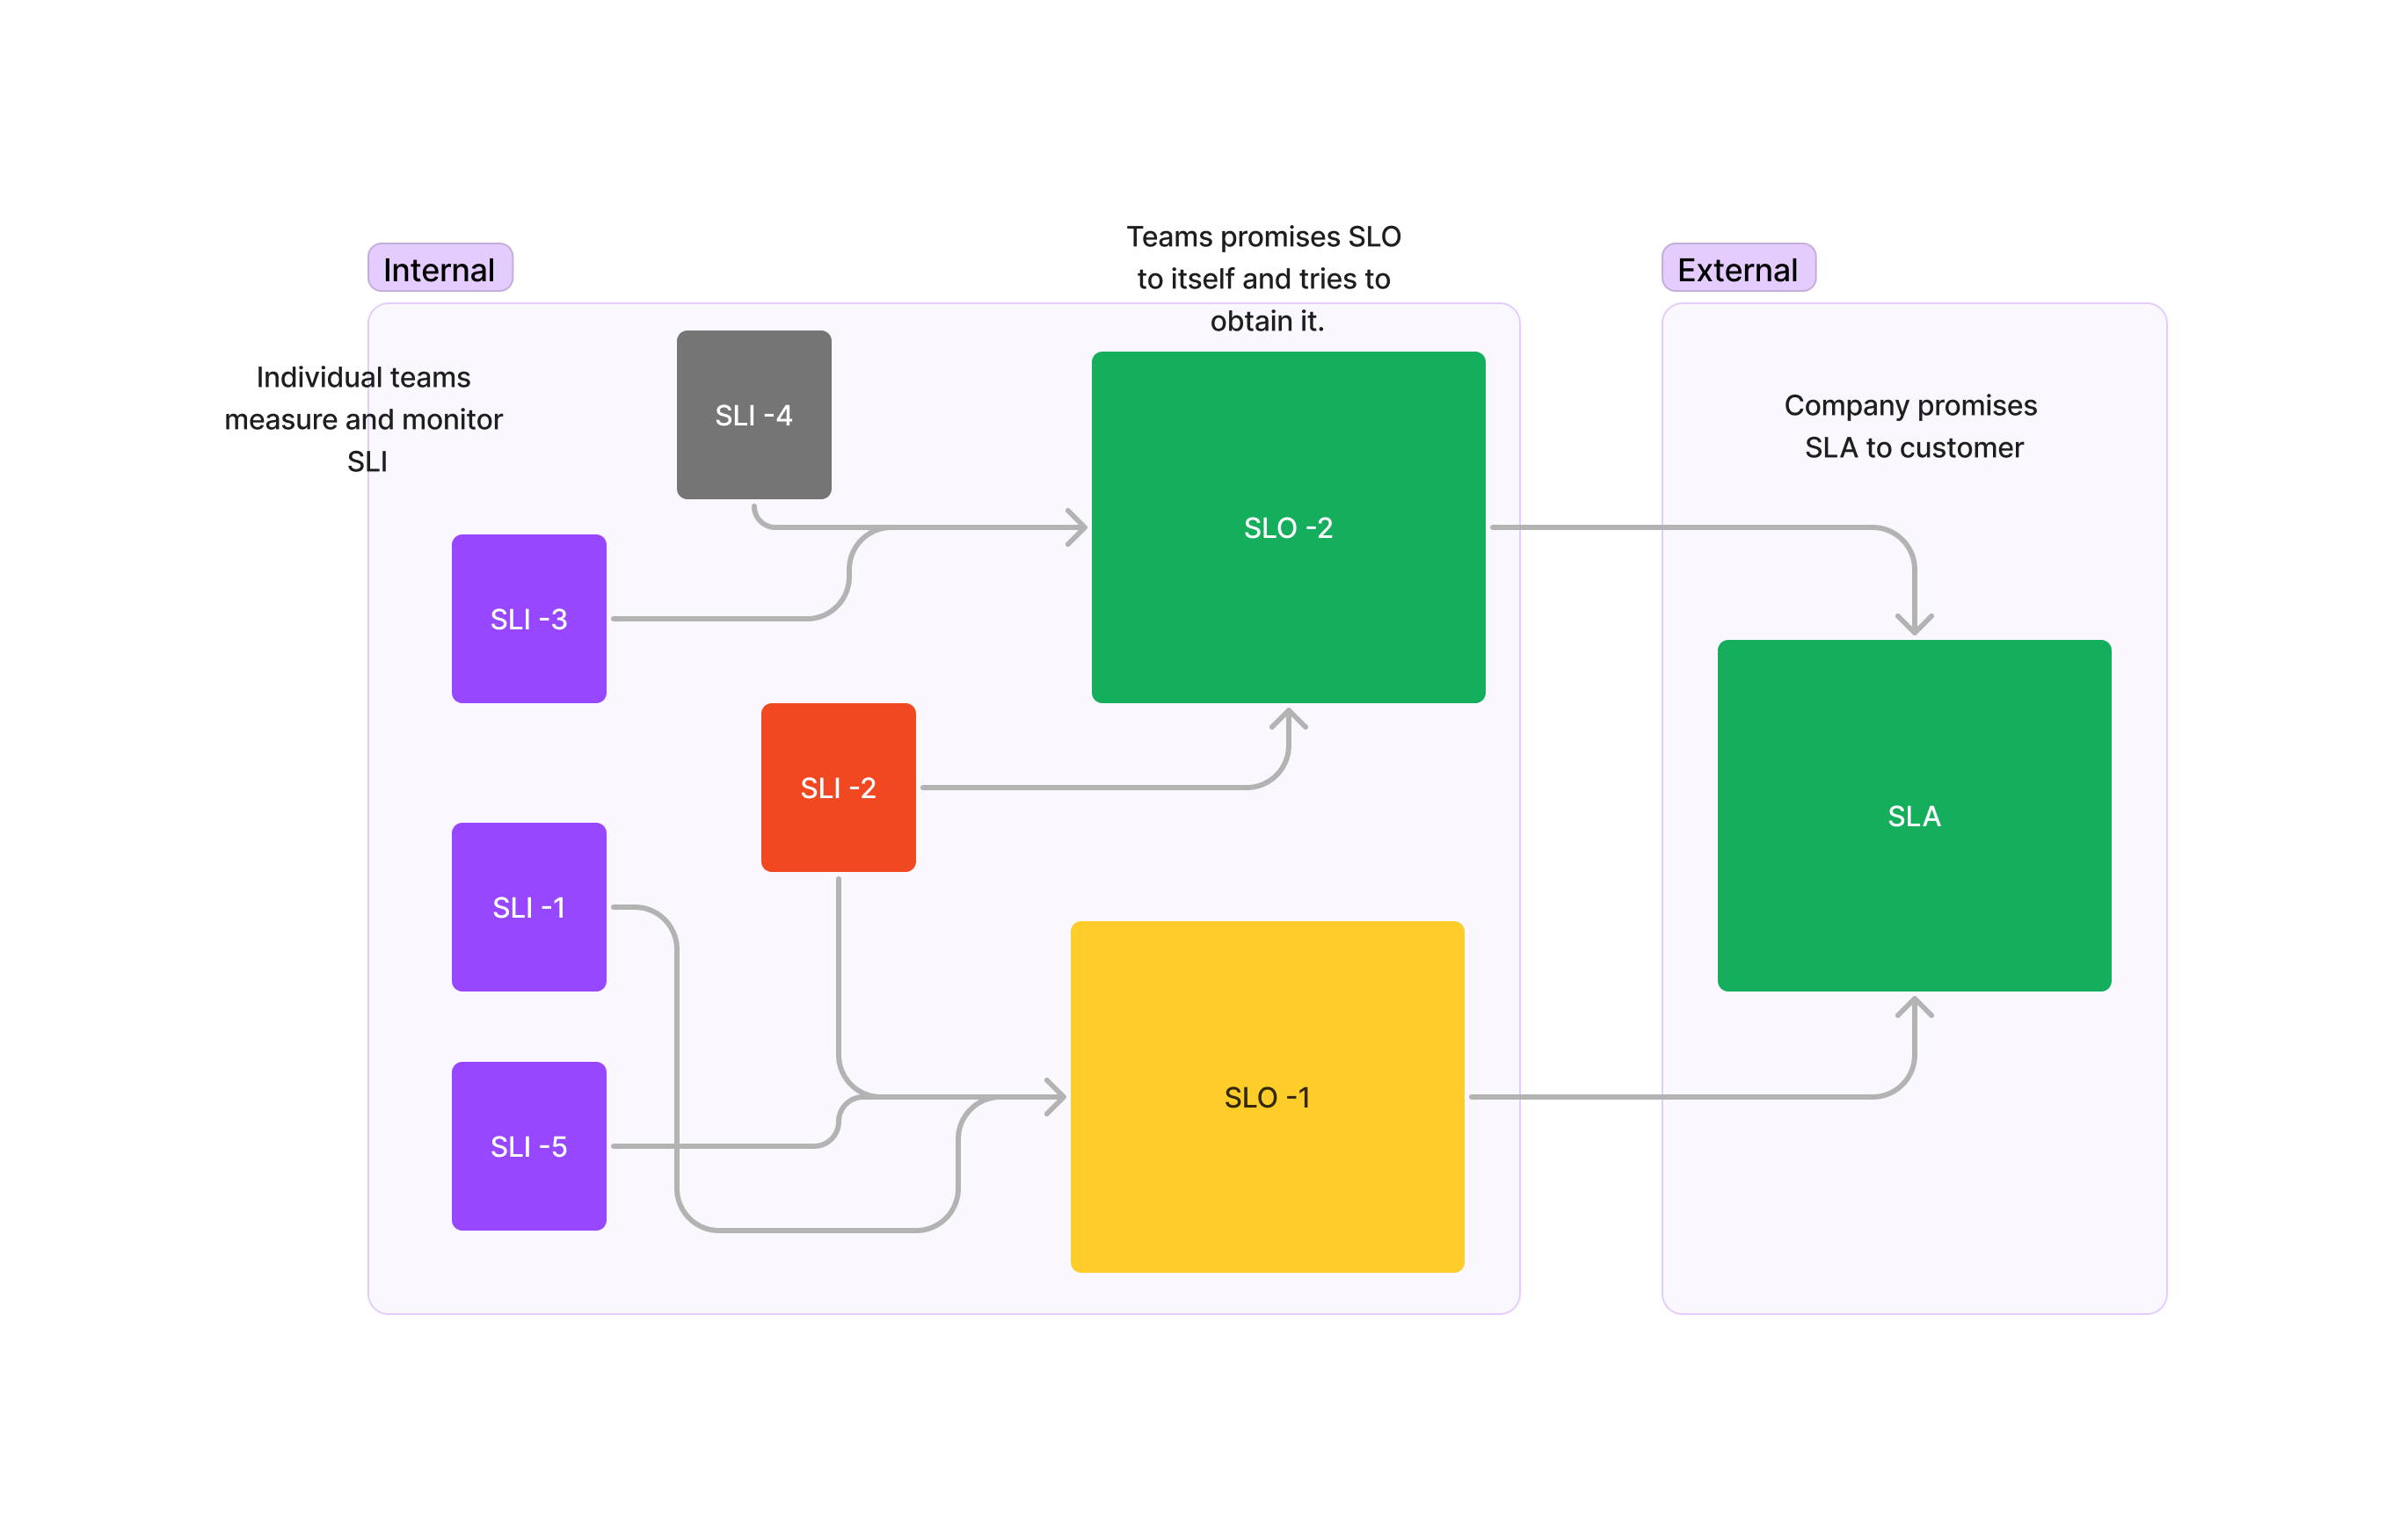 Internal
Teams promises SLO
to itself and tries to
obtain it.
External
Individual teams
measure and monitor
SLI
SLI -4
Company promises
SLA to customer
SLO -2
SLI -3
SLI -2
SLA
SLI -1
SLO -1
SLI -5